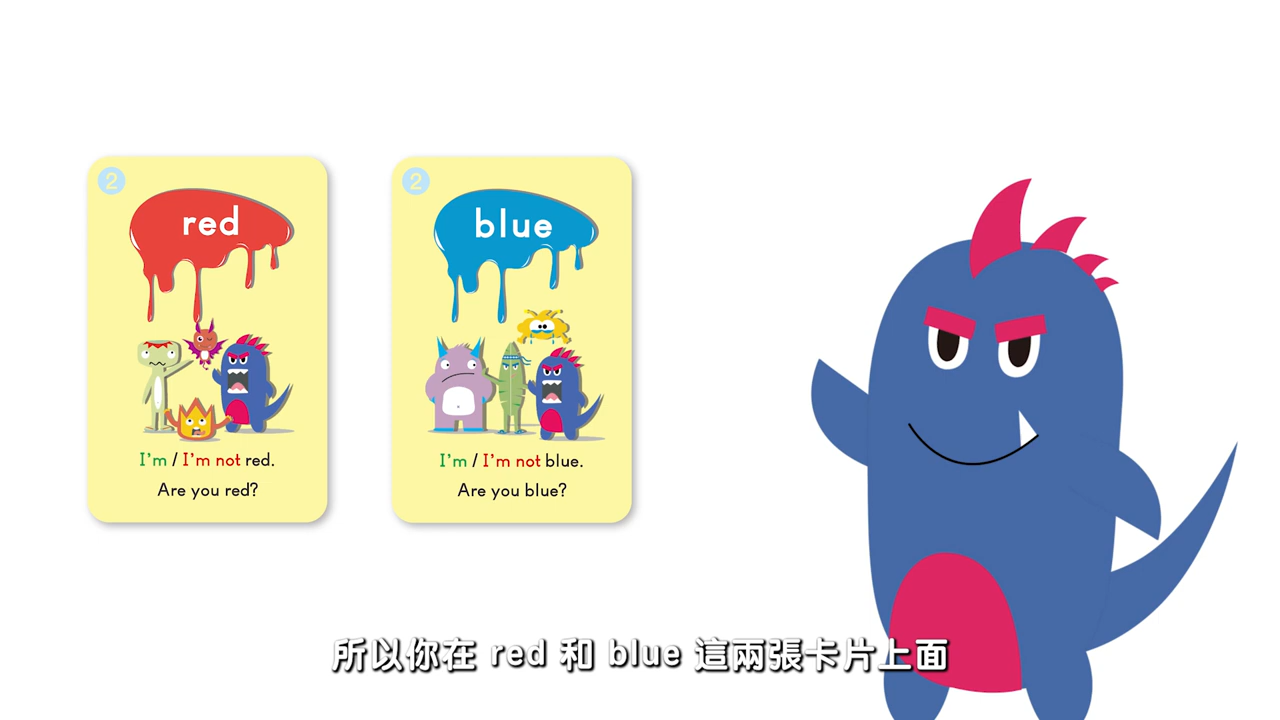 2
red
I'm / I'm not red.
Are you red?
2
blue
I'm / I'm not blue.
Are you blue?
所以你在 red 和 blue 這兩張卡片上面